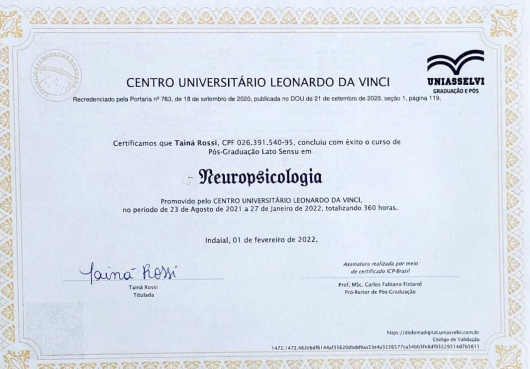 UNIASSELVI
GRADUAÇÃO E PÓS
CENTRO UNIVERSITÁRIO LEONARDO DA VINCI
Recredenciado pela Portaria nº 763, de 18 de setembro de 2020, publicada no DOU de 21 de setembro de 2020, seção 1, página 119.
Certificamos que Tainá Rossi, CPF 026.391.540-95, concluiu com êxito o curso de
Pós-Graduação Lato Sensu em
Neuropsicologia
Promovido pelo CENTRO UNIVERSITÁRIO LEONARDO DA VINCI,
no período de 23 de Agosto de 2021 a 27 de Janeiro de 2022, totalizando 360 horas.
Indaial, 01 de fevereiro de 2022.
Tainá Rossi
Tainá Rossi
Titulada
Assinatura realizada por meio
de certificado ICP-Brasil
Prof. MSc. Carlos Fabiano Fistarol
Pró-Reitor de Pós-Graduação
https://diplomadigital.uniasselvi.com.br
Código de Validação